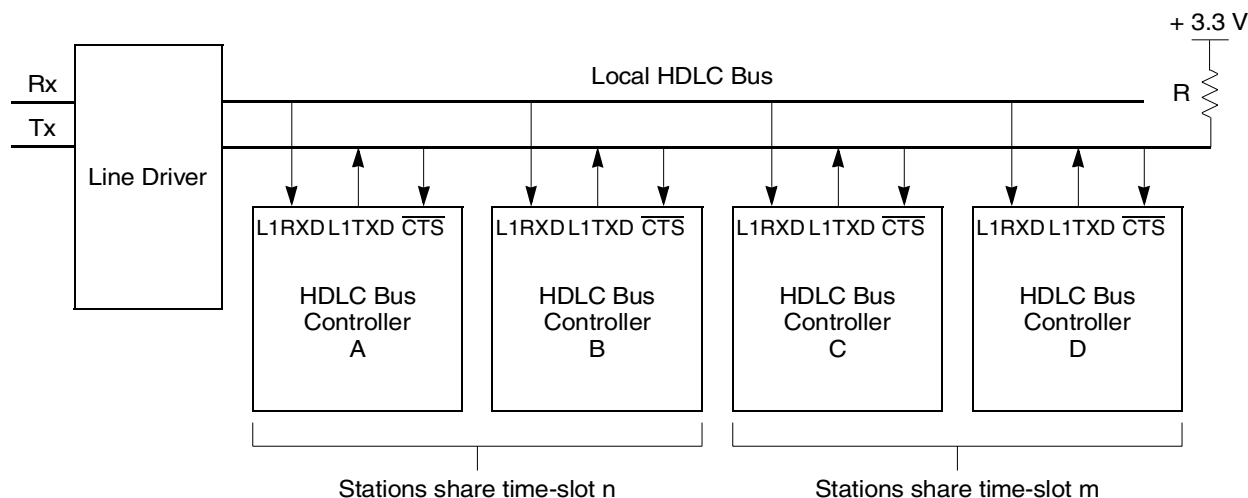 + 3.3 V
Local HDLC Bus
R
Rx
Tx
Line Driver
L1RXD L1TXD CTS
HDLC Bus
Controller
A
L1RXD L1TXD CTS
HDLC Bus
Controller
B
L1RXD L1TXD CTS
HDLC Bus
Controller
C
L1RXD L1TXD CTS
HDLC Bus
Controller
D
Stations share time-slot n
Stations share time-slot m